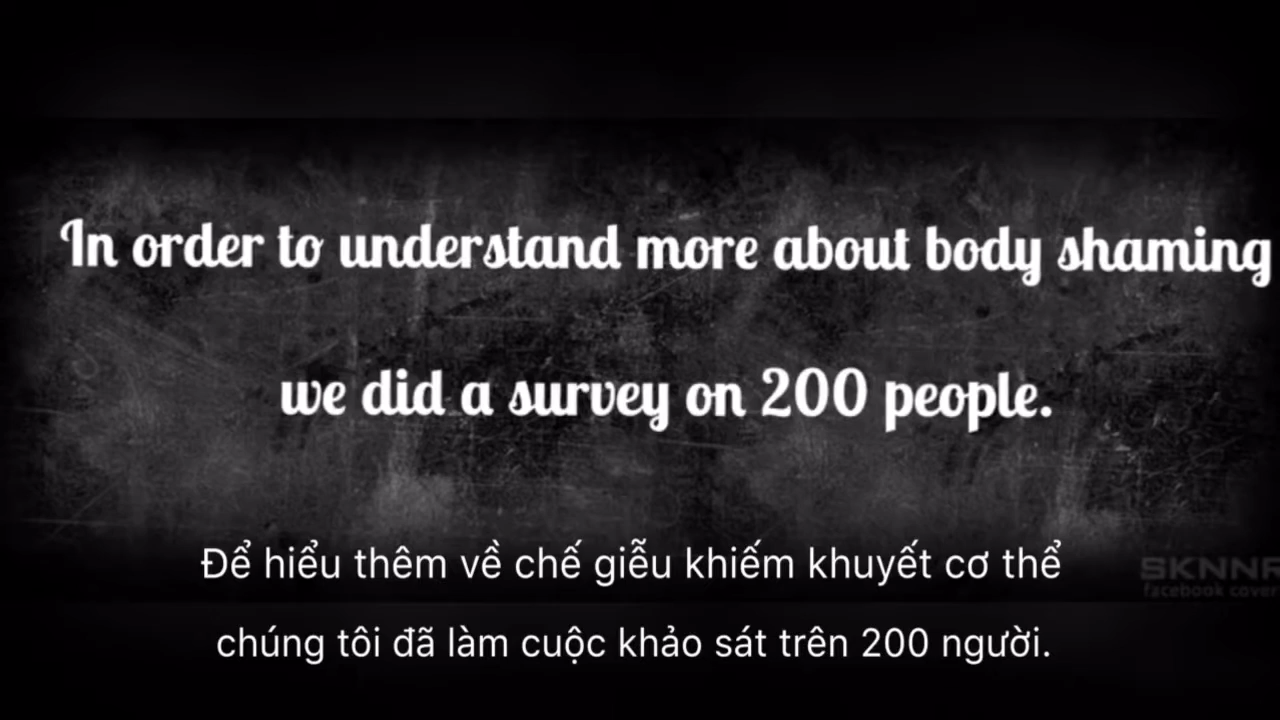 In order to understand more about body shaming
we did a survey on 200 people.
Để hiểu thêm về chế giễu khiếm khuyết cơ thể
SKNNR
facebook cover
chúng tôi đã làm cuộc khảo sát trên 200 người.